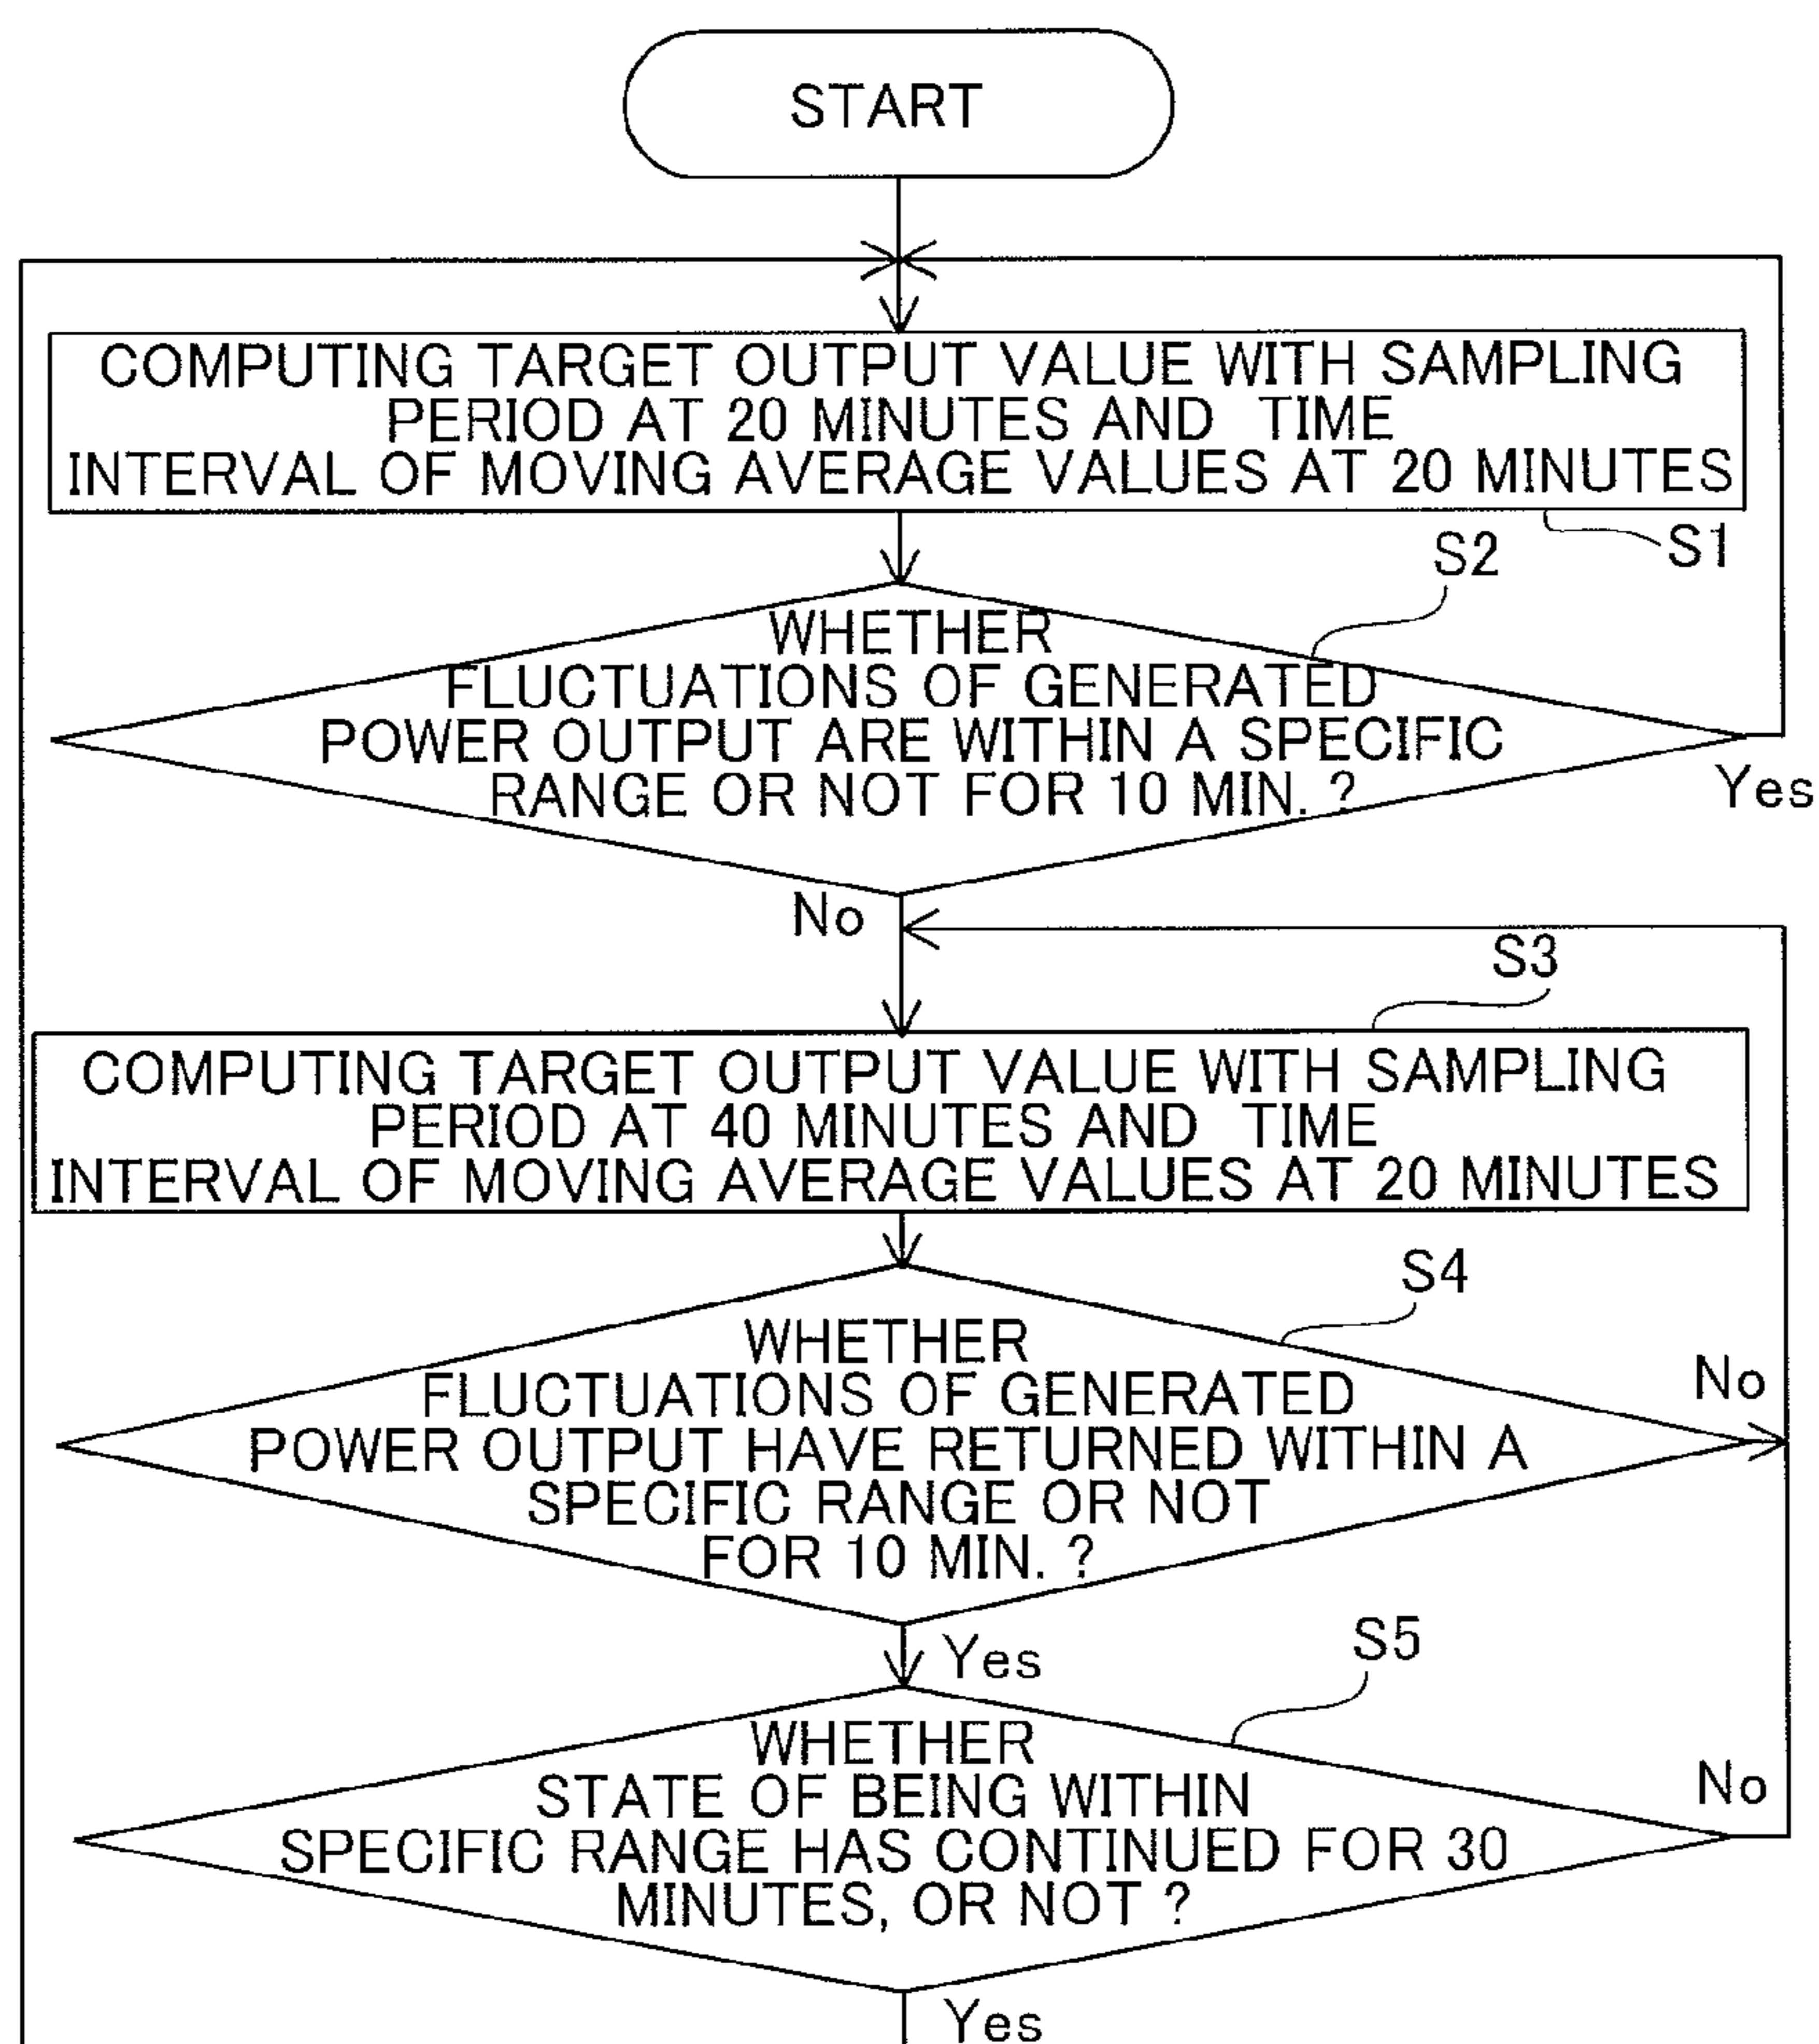 START
COMPUTING TARGET OUTPUT VALUE WITH SAMPLING
PERIOD AT 20 MINUTES AND TIME
INTERVAL OF MOVING AVERAGE VALUES AT 20 MINUTES
S1
S2
WHETHER
FLUCTUATIONS OF GENERATED
POWER OUTPUT ARE WITHIN A SPECIFIC
RANGE OR NOT FOR 10 MIN. ?
Yes
No
S3
COMPUTING TARGET OUTPUT VALUE WITH SAMPLING
PERIOD AT 40 MINUTES AND TIME
INTERVAL OF MOVING AVERAGE VALUES AT 20 MINUTES
S4
WHETHER
FLUCTUATIONS OF GENERATED
POWER OUTPUT HAVE RETURNED WITHIN A
SPECIFIC RANGE OR NOT
FOR 10 MIN. ?
No
Yes
S5
WHETHER
STATE OF BEING WITHIN
SPECIFIC RANGE HAS CONTINUED FOR 30
MINUTES, OR NOT ?
No
Yes